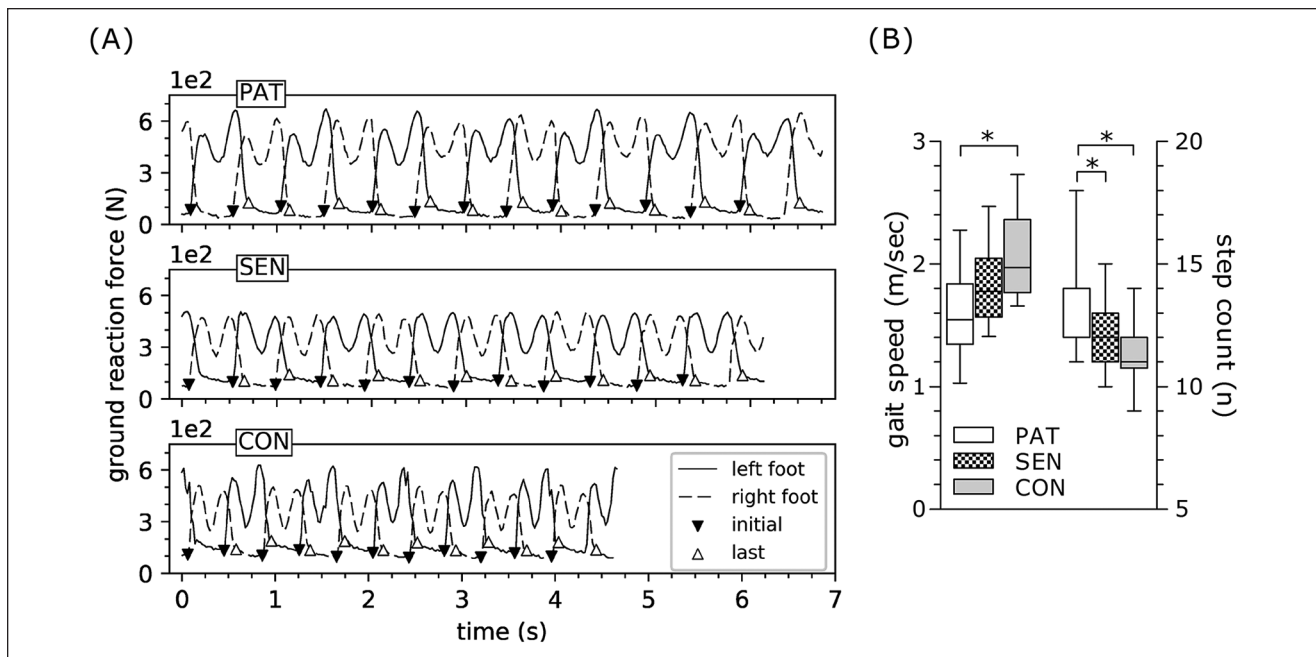 (A)
(B)
1e2
PAT
6
3
0
1e2
SEN
6
3
0
1e2
CON
6
3
0
ground reaction force (N)
left foot
right foot
initial
last
0 1 2 3 4 5 6 7
time (s)
3
2
1
0
gait speed (m/sec)
* * *
PAT
SEN
CON
20
15
10
5
step count (n)